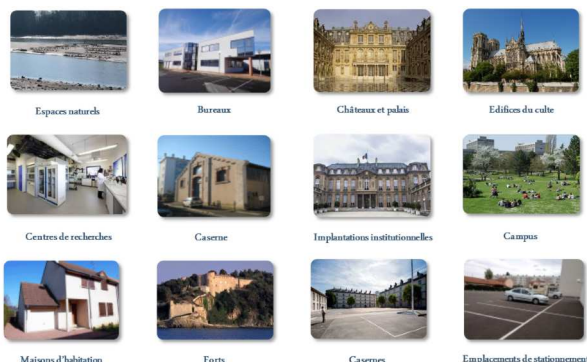 Espaces naturels
Bureaux
Châteaux et palais
Edifices du culte
Centres de recherches
Caserne
Implantations institutionnelles
Campus
Maisons d'habitation
Forts
Casernes
Emplacements de stationnement